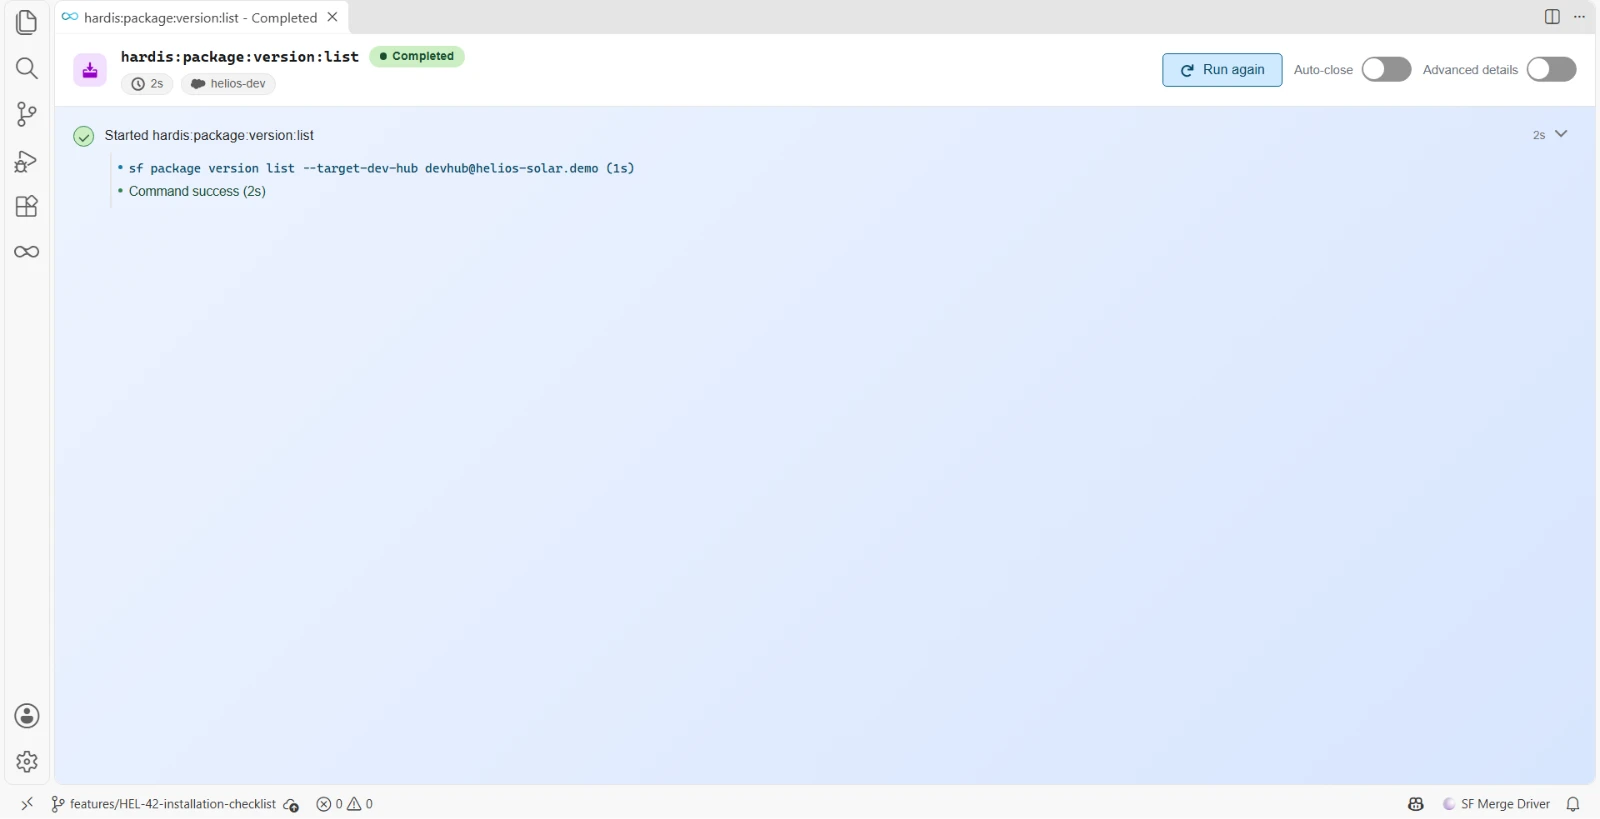 hardis:package:version:list - Completed
hardis:package:version:list
Completed
2s
helios-dev
Run again
Auto-close
Advanced details
Started hardis:package:version:list
2s
• sf package version list --target-dev-hub devhub@helios-solar.demo (1s)
• Command success (2s)
features/HEL-42-installation-checklist
0
0
SF Merge Driver